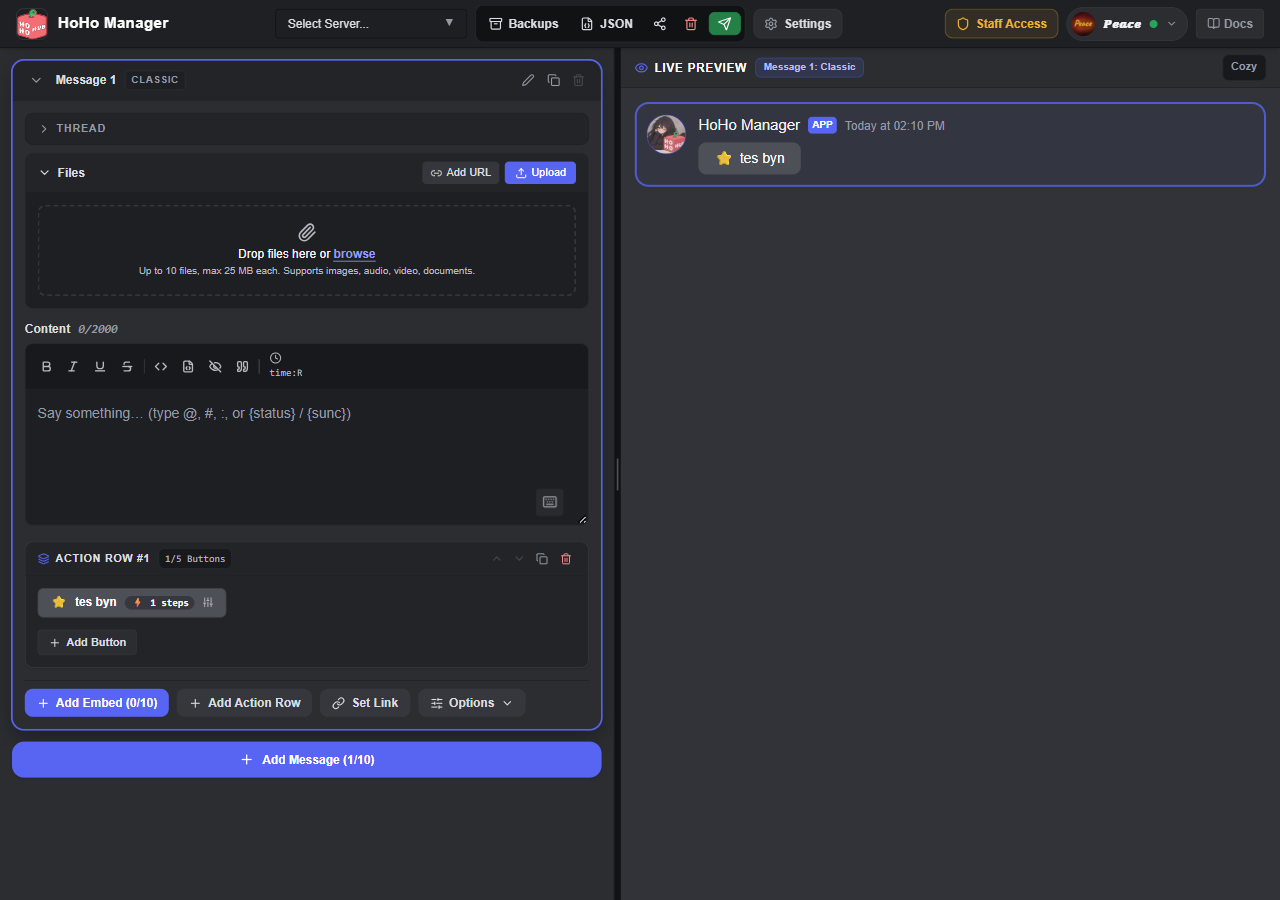 HoHo Manager
Select Server...
Backups
JSON
Settings
Staff Access
Peace
Docs
Message 1 CLASSIC
THREAD
Files
Add URL
Upload
Drop files here or browse
Up to 10 files, max 25 MB each. Supports images, audio, video, documents.
Content 0/2000
time:R
Say something... (type @, #, :, or {status} / {sunc})
ACTION ROW #1 1/5 Buttons
tes byn 1 steps
Add Button
Add Embed (0/10)
Add Action Row
Set Link
Options
Add Message (1/10)
LIVE PREVIEW Message 1: Classic
Cozy
HoHo Manager APP Today at 02:10 PM
tes byn